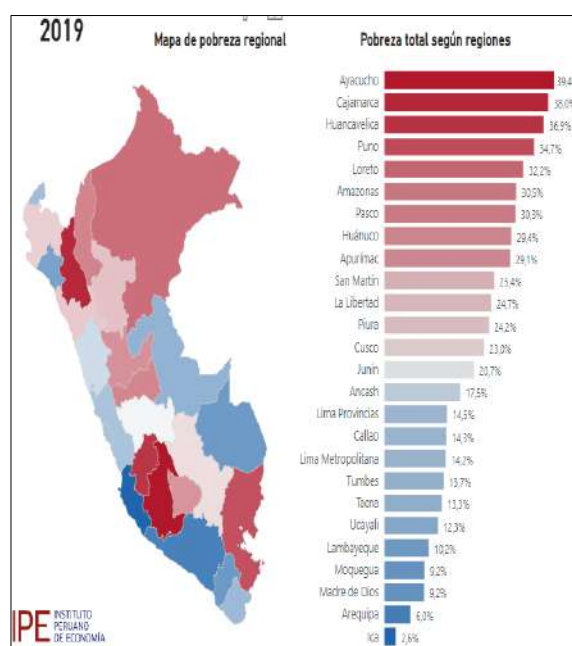 2019
Mapa de pobreza regional
Pobreza total según regiones
Ayacucho 39,4
Cajamarca 38,0%
Huancavelica 36,9%
Puno 34,7%
Loreto 32,2%
Amazonas 30,5%
Pasco 30,3%
Huánuco 29,4%
Apurímac 29,1%
San Martín 25,4%
La Libertad 24,7%
Piura 24,2%
Cusco 23,0%
Junín 20,7%
Ancash 17,5%
Lima Provincias 14,5%
Callao 14,3%
Lima Metropolitana 14,2%
Tumbes 13,7%
Tacna 13,3%
Ucayali 12,3%
Lambayeque 10,2%
Moquegua 9,2%
Madre de Dios 9,2%
Arequipa 6,0%
Ica 2,6%
IPE INSTITUTO
PERUANO
DE ECONOMÍA